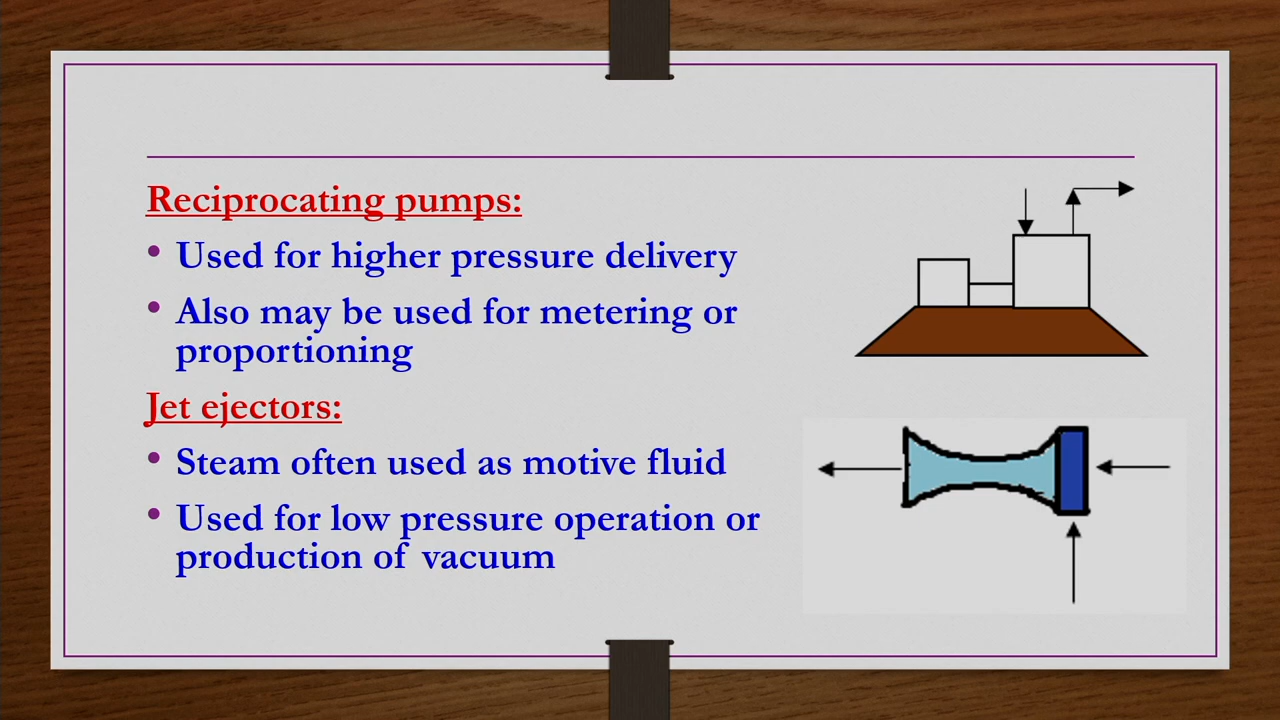 Reciprocating pumps:
• Used for higher pressure delivery
• Also may be used for metering or
proportioning
Jet ejectors:
• Steam often used as motive fluid
• Used for low pressure operation or
production of vacuum